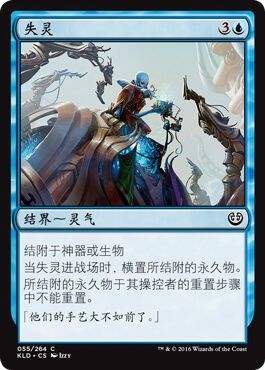 失灵 3
结界～灵气
结附于神器或生物
当失灵进战场时，横置所结附的永久物。
所结附的永久物于其操控者的重置步骤
中不能重置。
「他们的手艺大不如前了。」
055/264 C
KLD • CS IZZY
™ & © 2016 Wizards of the Coast